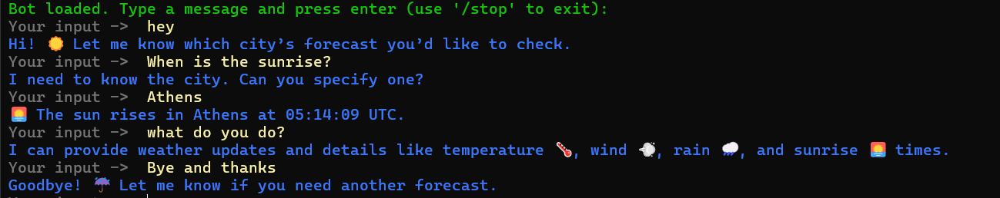 Bot loaded. Type a message and press enter (use '/stop' to exit):
Your input ->  hey
Hi! ☀️ Let me know which city’s forecast you’d like to check.
Your input ->  When is the sunrise?
I need to know the city. Can you specify one?
Your input ->  Athens
🌅 The sun rises in Athens at 05:14:09 UTC.
Your input ->  what do you do?
I can provide weather updates and details like temperature 🌡️, wind 💨, rain 🌧️, and sunrise 🌅 times.
Your input ->  Bye and thanks
Goodbye! ☂️ Let me know if you need another forecast.
Your input ->